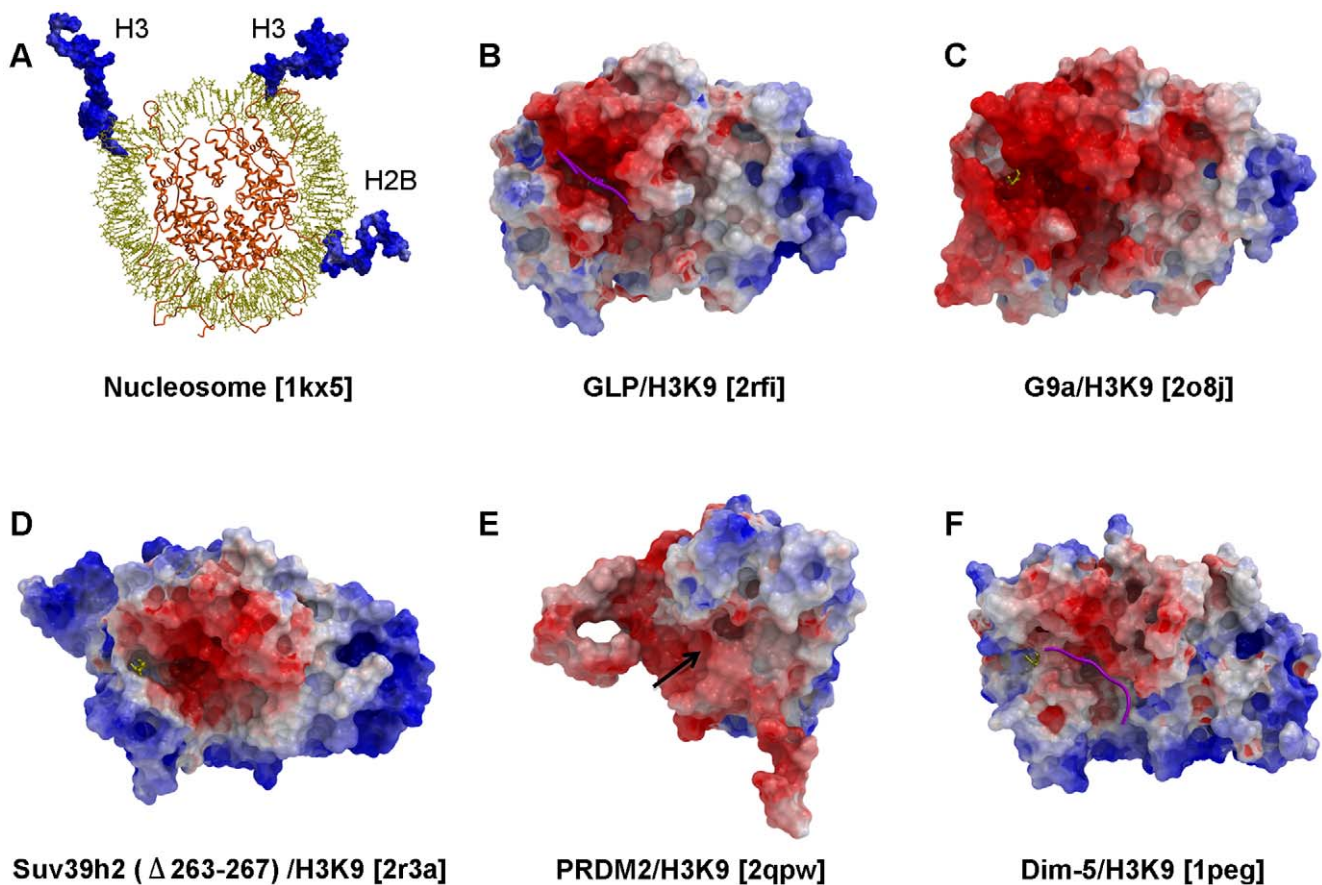 A
H3
H3
H2B
Nucleosome [1kx5]
B
GLP/H3K9 [2rfi]
C
G9a/H3K9 [2o8j]
D
Suv39h2 (Δ263-267) /H3K9 [2r3a]
E
PRDM2/H3K9 [2qpw]
F
Dim-5/H3K9 [1peg]